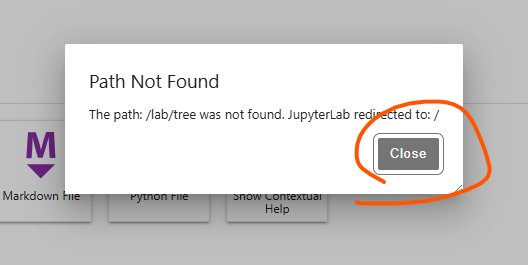 Path Not Found
The path: /lab/tree was not found. JupyterLab redirected to: /
Close
M
Markdown File
Python File
Show Contextual
Help